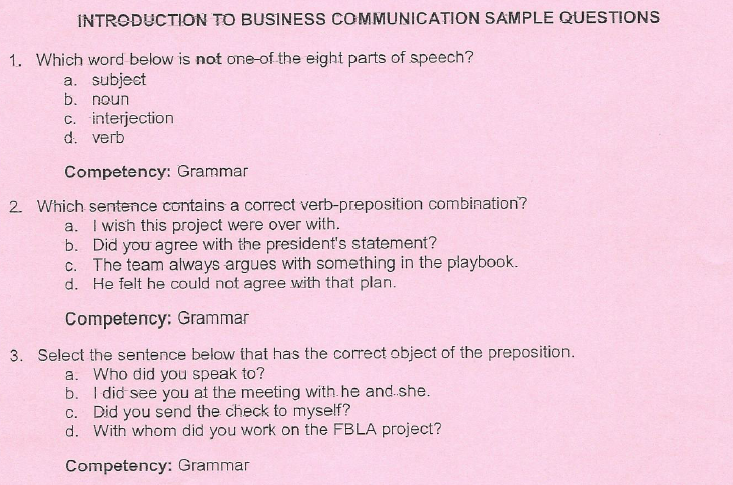 INTRODUCTION TO BUSINESS COMMUNICATION SAMPLE QUESTIONS
1. Which word below is not one of the eight parts of speech?
a. subject
b. noun
c. interjection
d. verb
Competency: Grammar
2. Which sentence contains a correct verb-preposition combination?
a. I wish this project were over with.
b. Did you agree with the president's statement?
c. The team always argues with something in the playbook.
d. He felt he could not agree with that plan.
Competency: Grammar
3. Select the sentence below that has the correct object of the preposition.
a. Who did you speak to?
b. I did see you at the meeting with he and she.
c. Did you send the check to myself?
d. With whom did you work on the FBLA project?
Competency: Grammar